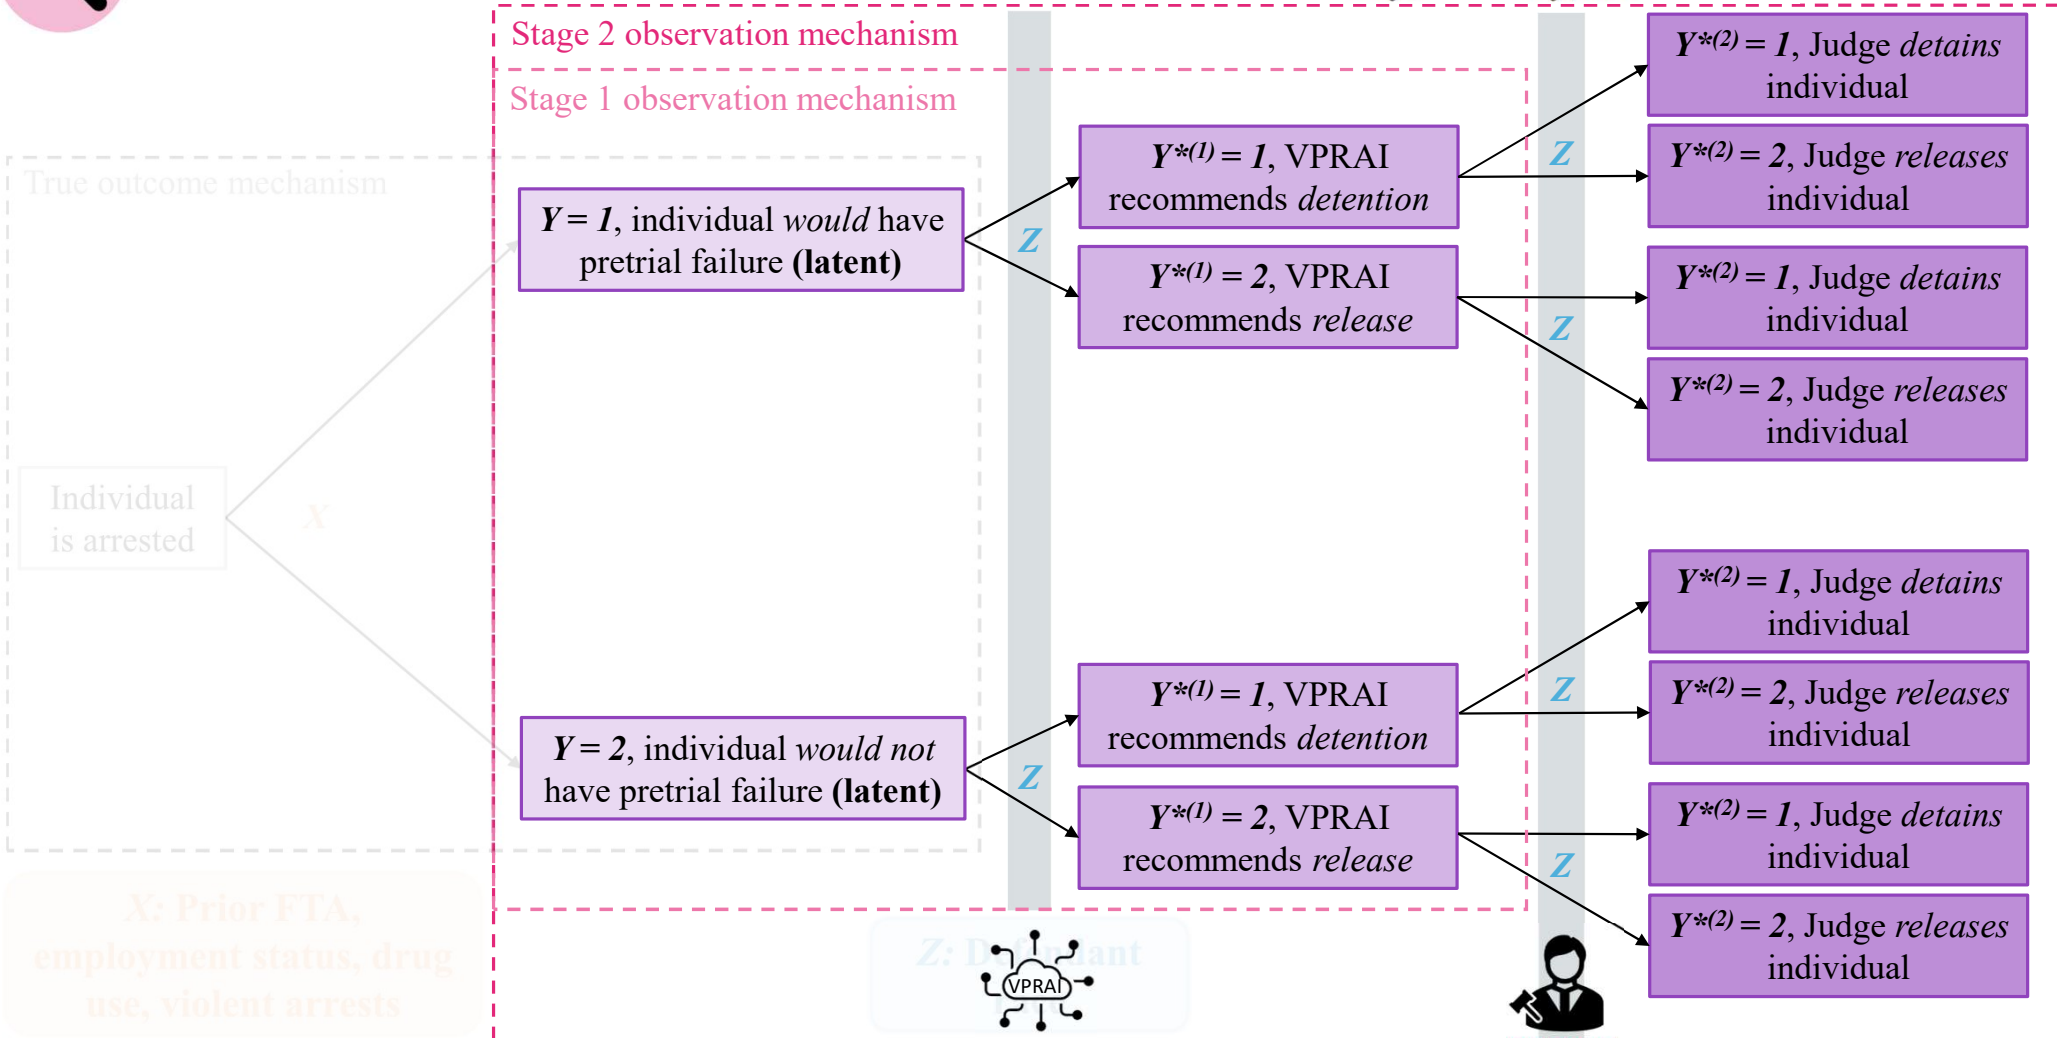 Stage 2 observation mechanism
Stage 1 observation mechanism
True outcome mechanism
Individual
is arrested
X
Y = 1, individual would have
pretrial failure (latent)
Y = 2, individual would not
have pretrial failure (latent)
Z
Z
Y*(1) = 1, VPRAI
recommends detention
Y*(1) = 2, VPRAI
recommends release
Y*(1) = 1, VPRAI
recommends detention
Y*(1) = 2, VPRAI
recommends release
Z
Z
Z
Z
Y*(2) = 1, Judge detains
individual
Y*(2) = 2, Judge releases
individual
Y*(2) = 1, Judge detains
individual
Y*(2) = 2, Judge releases
individual
Y*(2) = 1, Judge detains
individual
Y*(2) = 2, Judge releases
individual
Y*(2) = 1, Judge detains
individual
Y*(2) = 2, Judge releases
individual
X: Prior FTA,
employment status, drug
use, violent arrests
Z: Defendant
VPRAI